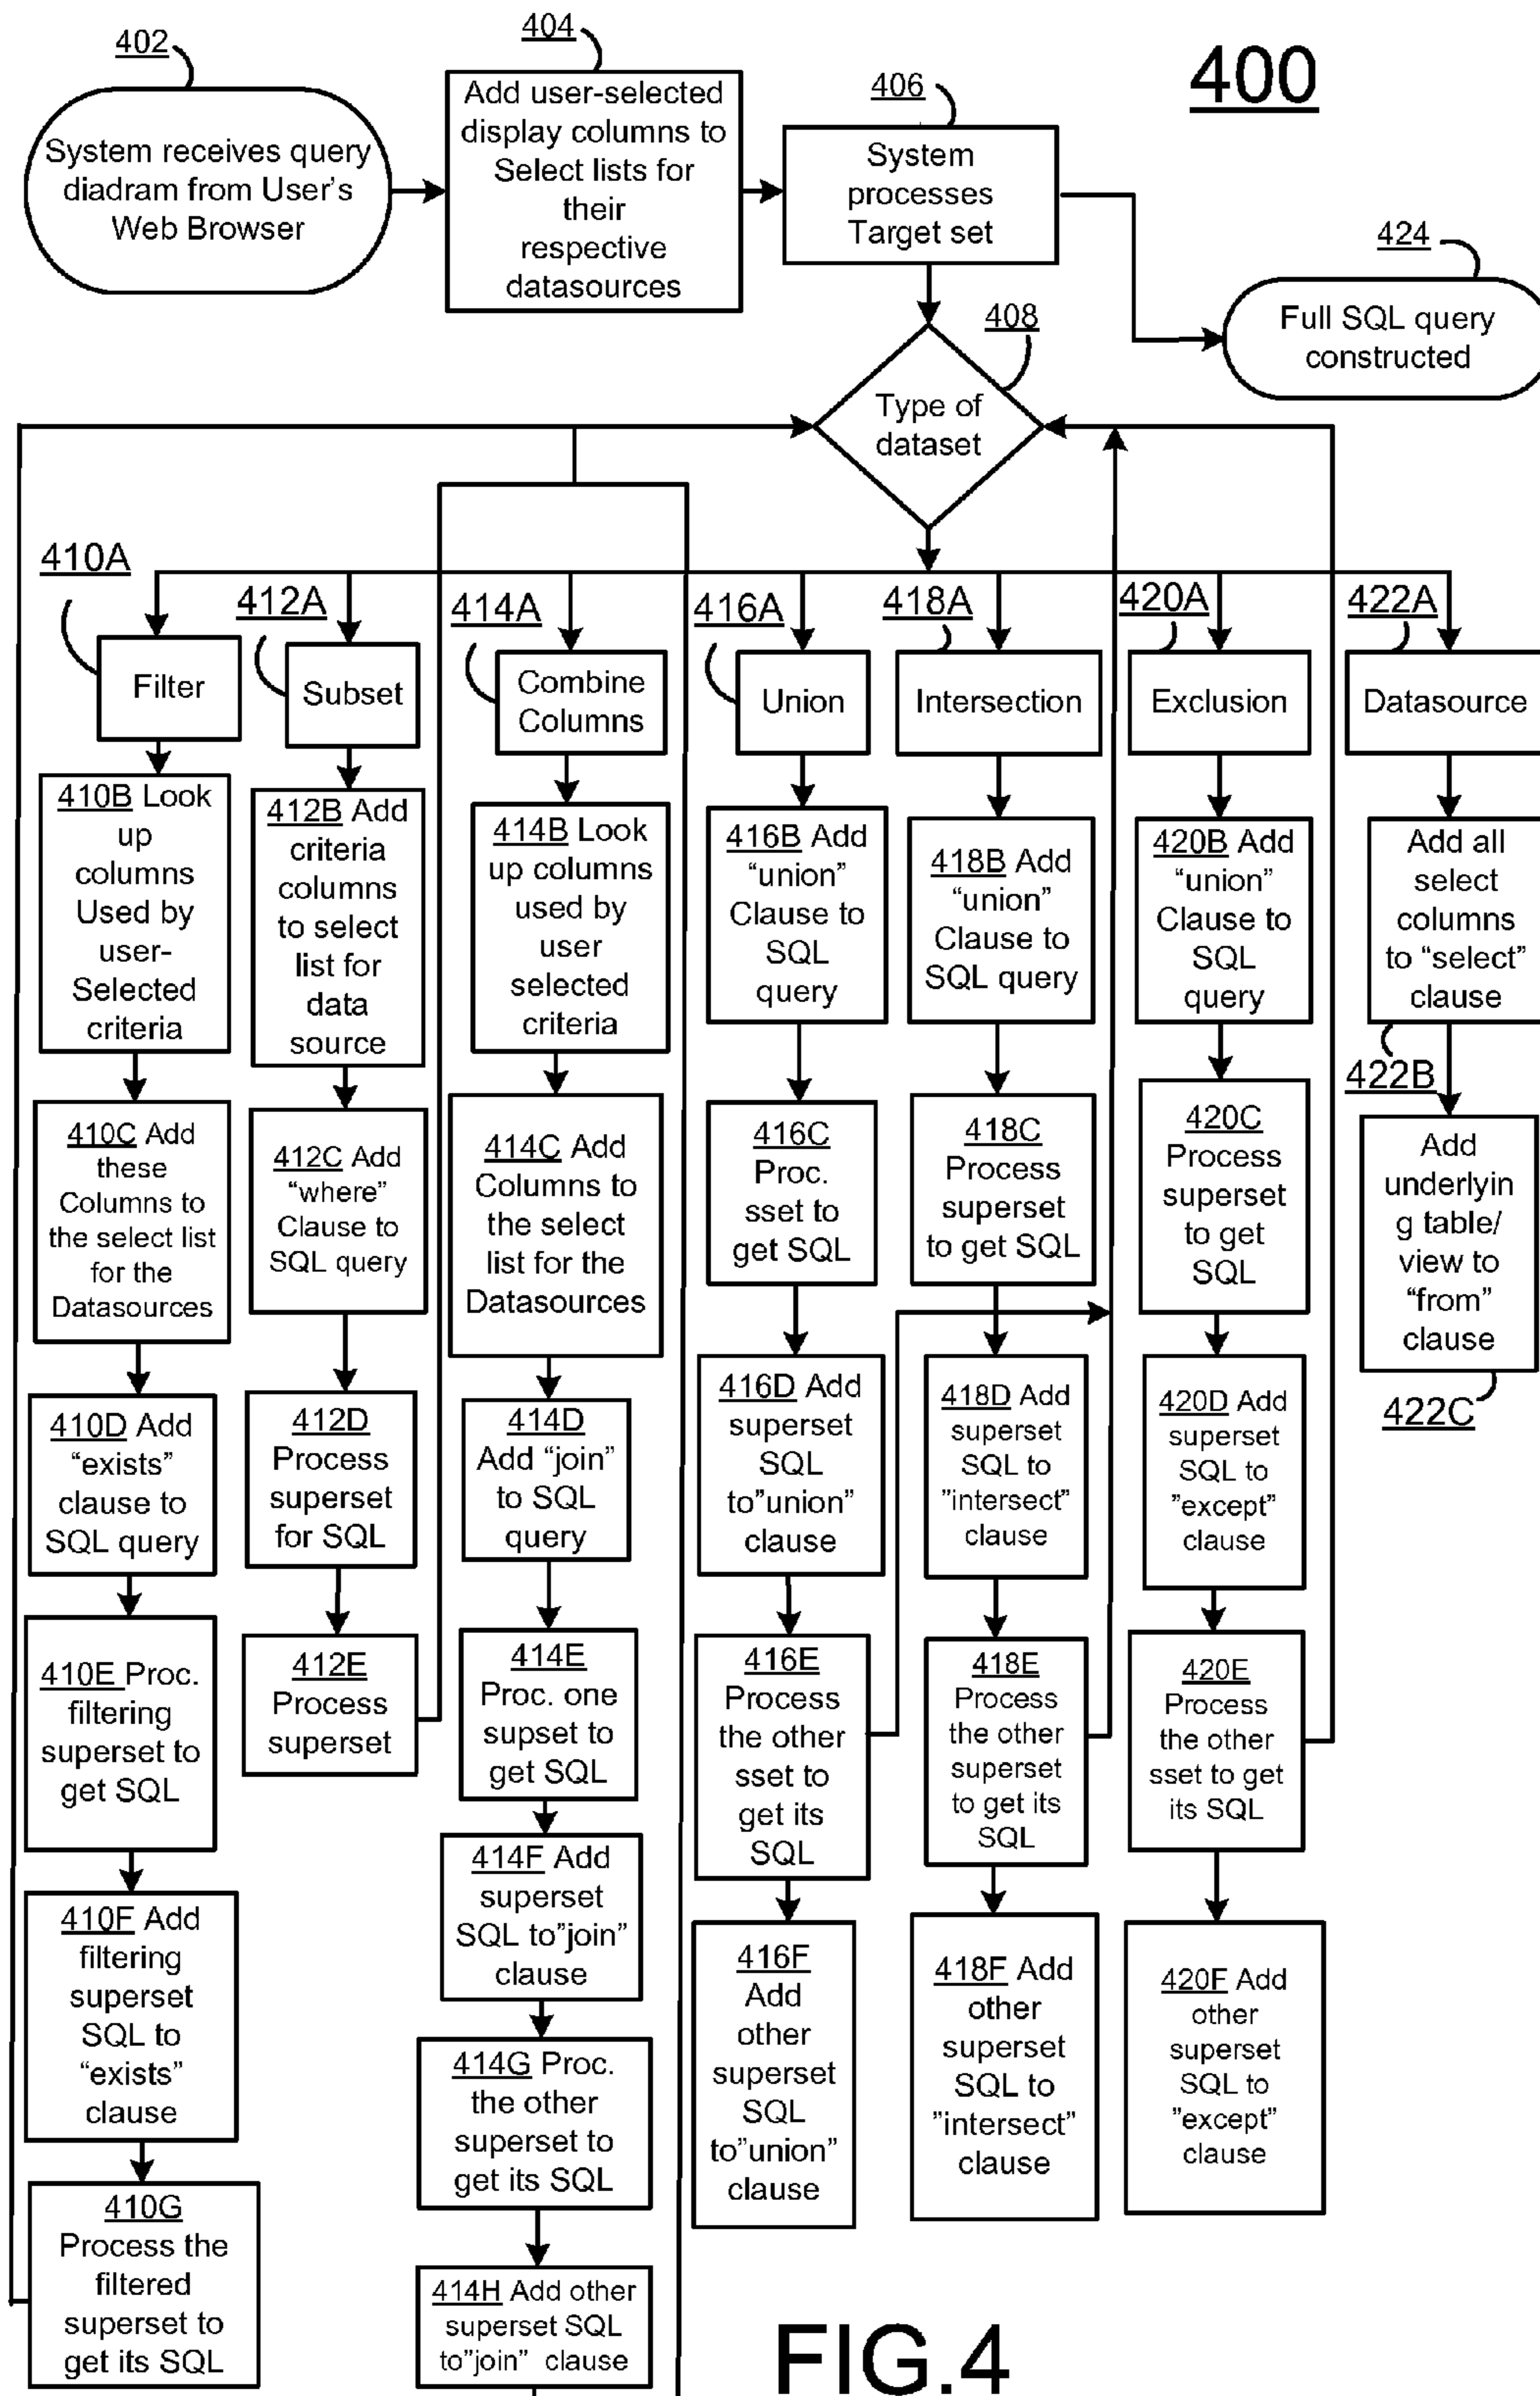 402
System receives query
diadram from User's
Web Browser
404
Add user-selected
display columns to
Select lists for
their
respective
datasources
406
System
processes
Target set
400
424
Full SQL query
constructed
408
Type of
dataset
410A
Filter
410B Look
up
columns
Used by
user-
Selected
criteria
410C Add
these
Columns to
the select list
for the
Datasources
410D Add
“exists”
clause to
SQL query
410E Proc.
filtering
superset to
get SQL
410F Add
filtering
superset
SQL to
“exists”
clause
410G
Process the
filtered
superset to
get its SQL
412A
Subset
412B Add
criteria
columns
to select
list for
data
source
412C Add
“where”
Clause to
SQL query
412D
Process
superset
for SQL
412E
Process
superset
414A
Combine
Columns
414B Look
up columns
used by
user
selected
criteria
414C Add
Columns to
the select
list for the
Datasources
414D
Add “join”
to SQL
query
414E
Proc. one
supset to
get SQL
414F Add
superset
SQL to”join”
clause
414G Proc.
the other
superset to
get its SQL
414H Add other
superset SQL
to”join” clause
416A
Union
416B Add
“union”
Clause to
SQL
query
416C
Proc.
sset to
get SQL
416D Add
superset
SQL
to”union”
clause
416E
Process
the other
sset to
get its
SQL
416F
Add
other
superset
SQL
to”union”
clause
418A
Intersection
418B Add
“union”
Clause to
SQL query
418C
Process
superset
to get SQL
418D Add
superset
SQL to
”intersect”
clause
418E
Process
the other
superset
to get its
SQL
418F Add
other
superset
SQL to
”intersect”
clause
420A
Exclusion
420B Add
“union”
Clause to
SQL
query
420C
Process
superset
to get
SQL
420D Add
superset
SQL to
”except”
clause
420E
Process
the other
sset to get
its SQL
420F Add
other
superset
SQL to
”except”
clause
422A
Datasource
Add all
select
columns
to “select”
clause
422B
Add
underlyin
g table/
view to
“from”
clause
422C
FIG.4